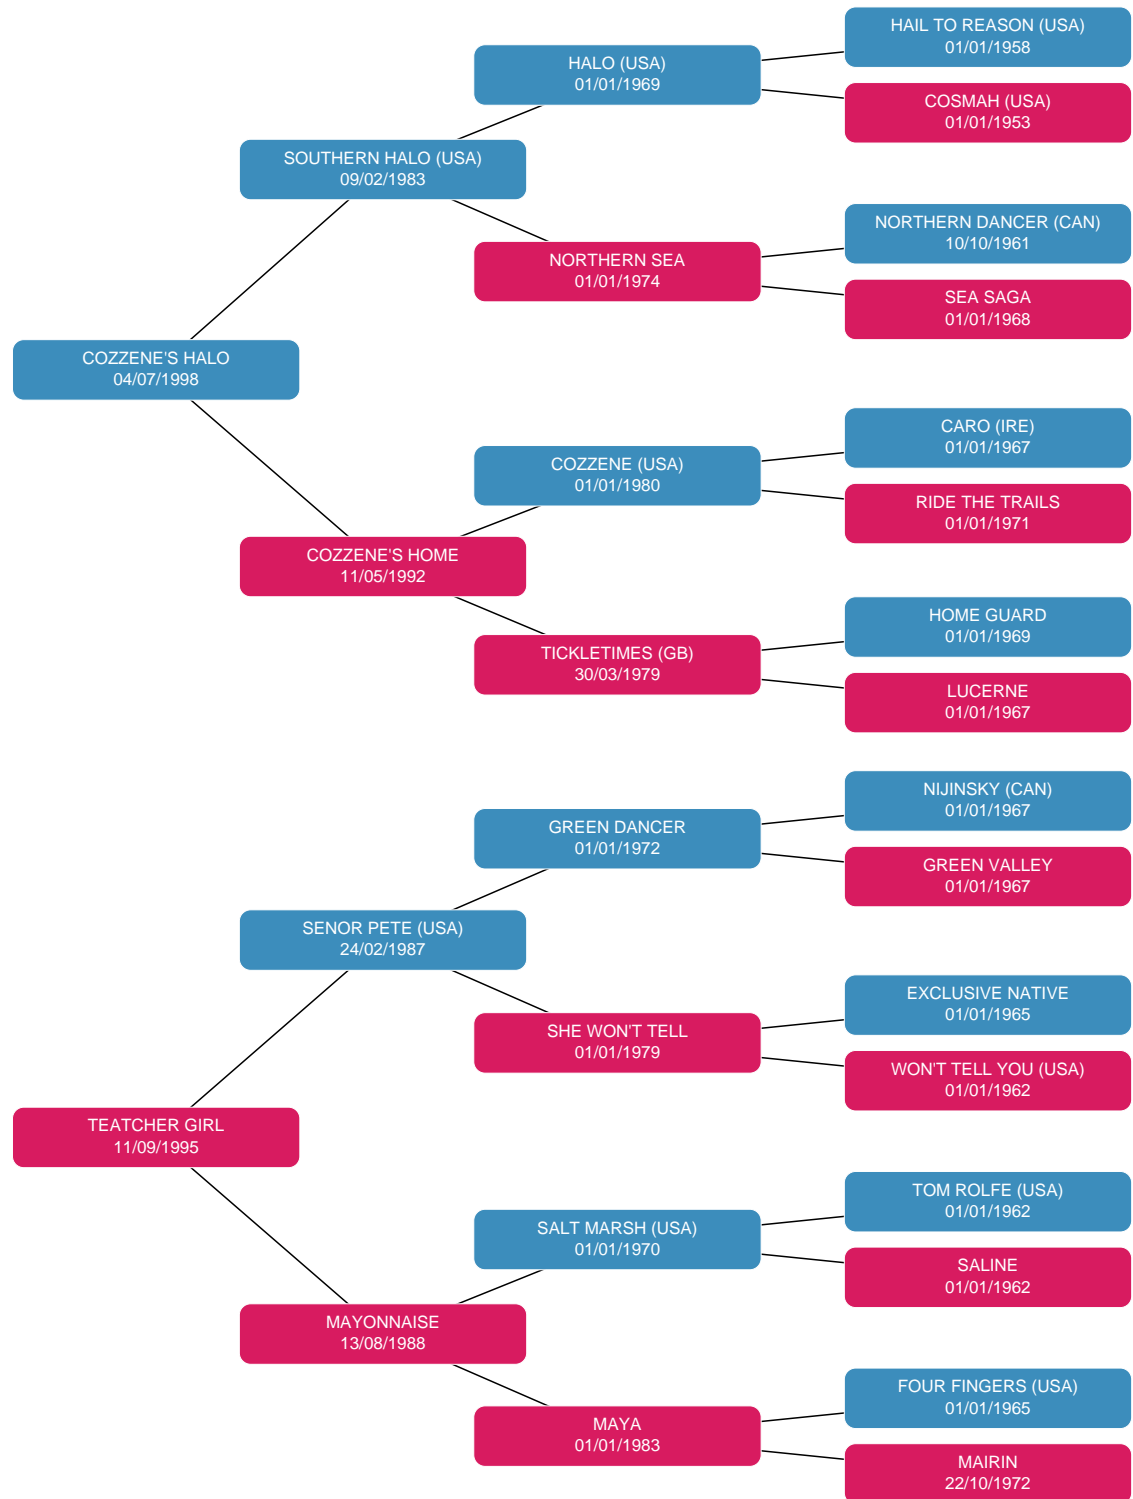 HAIL TO REASON (USA)
01/01/1958
HALO (USA)
01/01/1969
COSMAH (USA)
01/01/1953
SOUTHERN HALO (USA)
09/02/1983
NORTHERN DANCER (CAN)
10/10/1961
NORTHERN SEA
01/01/1974
SEA SAGA
01/01/1968
COZZENE'S HALO
04/07/1998
CARO (IRE)
01/01/1967
COZZENE (USA)
01/01/1980
RIDE THE TRAILS
01/01/1971
COZZENE'S HOME
11/05/1992
HOME GUARD
01/01/1969
TICKLETIMES (GB)
30/03/1979
LUCERNE
01/01/1967
NIJINSKY (CAN)
01/01/1967
GREEN DANCER
01/01/1972
GREEN VALLEY
01/01/1967
SENOR PETE (USA)
24/02/1987
EXCLUSIVE NATIVE
01/01/1965
SHE WON'T TELL
01/01/1979
WON'T TELL YOU (USA)
01/01/1962
TEATCHER GIRL
11/09/1995
TOM ROLFE (USA)
01/01/1962
SALT MARSH (USA)
01/01/1970
SALINE
01/01/1962
MAYONNAISE
13/08/1988
FOUR FINGERS (USA)
01/01/1965
MAYA
01/01/1983
MAIRIN
22/10/1972